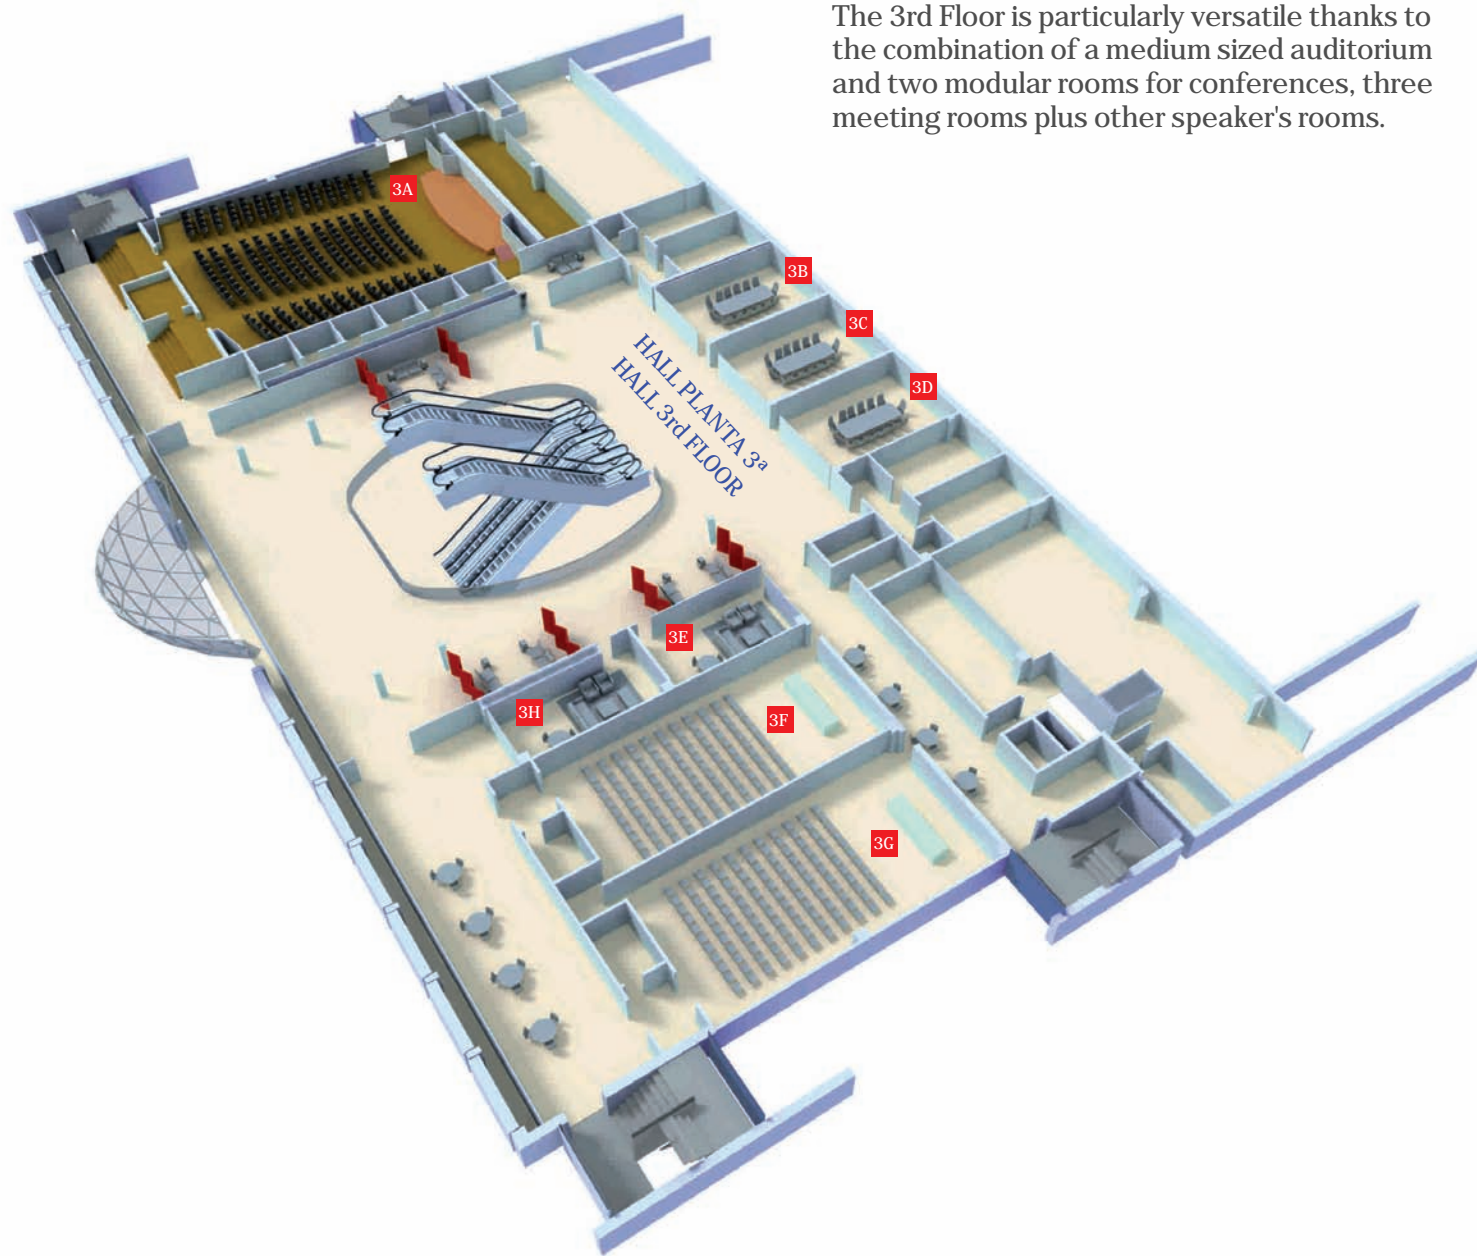 The 3rd Floor is particularly versatile thanks to
the combination of a medium sized auditorium
and two modular rooms for conferences, three
meeting rooms plus other speaker's rooms.
3A
3B
3C
3D
HALL PLANTA 3ª
HALL 3rd FLOOR
3E
3H
3F
3G